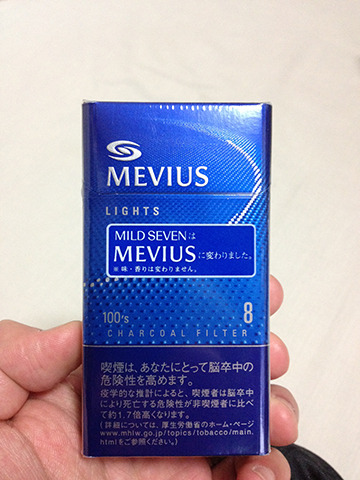 MEVIUS
LIGHTS
MILD SEVENは
MEVIUSに変わりました。
※味・香りは変わりません。
100's 8
CHARCOAL FILTER
喫煙は、あなたにとって脳卒中の
危険性を高めます。
疫学的な推計によると、喫煙者は脳卒中
により死亡する危険性が非喫煙者に比べ
て約1.7倍高くなります。
(詳細については、厚生労働省のホーム・ページ
www.mhlw.go.jp/topics/tobacco/main.
htmlをご参照ください。)